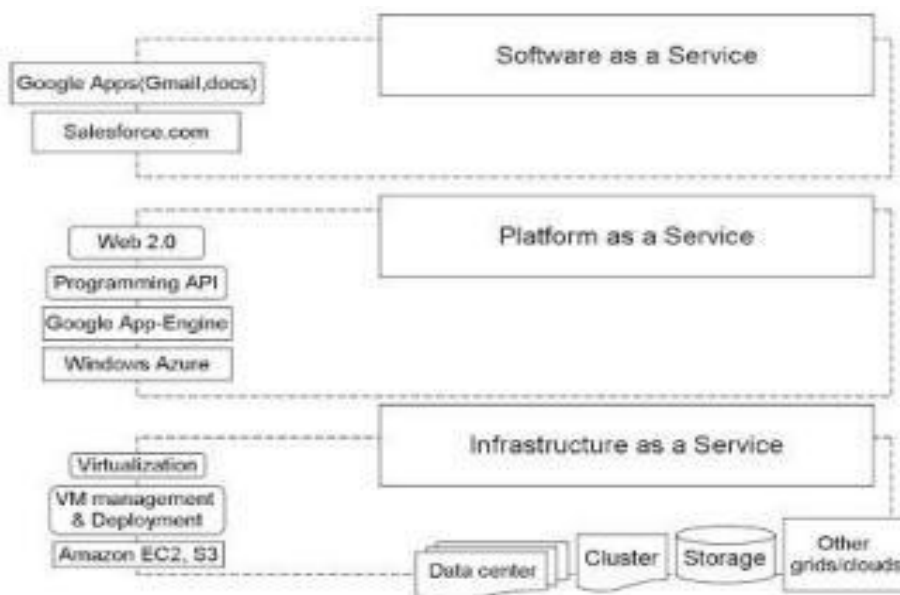 Software as a Service
Google Apps(Gmail,docs)
Salesforce.com
Platform as a Service
Web 2.0
Programming API
Google App-Engine
Windows Azure
Infrastructure as a Service
Virtualization
VM management
& Deployment
Amazon EC2, S3
Data center
Cluster
Storage
Other
grids/clouds